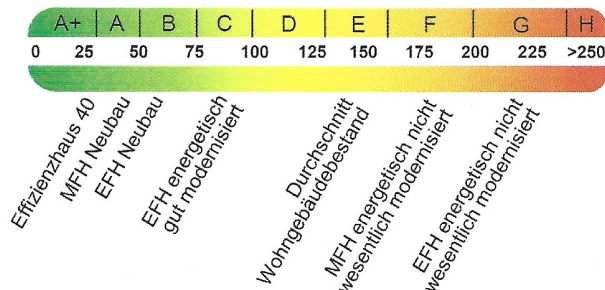 A+ A B C D E F G H
0 25 50 75 100 125 150 175 200 225 >250
Effizienzhaus 40
MFH Neubau
EFH Neubau
EFH energetisch
gut modernisiert
Durchschnitt
Wohngebäudebestand
MFH energetisch nicht
wesentlich modernisiert
EFH energetisch nicht
wesentlich modernisiert